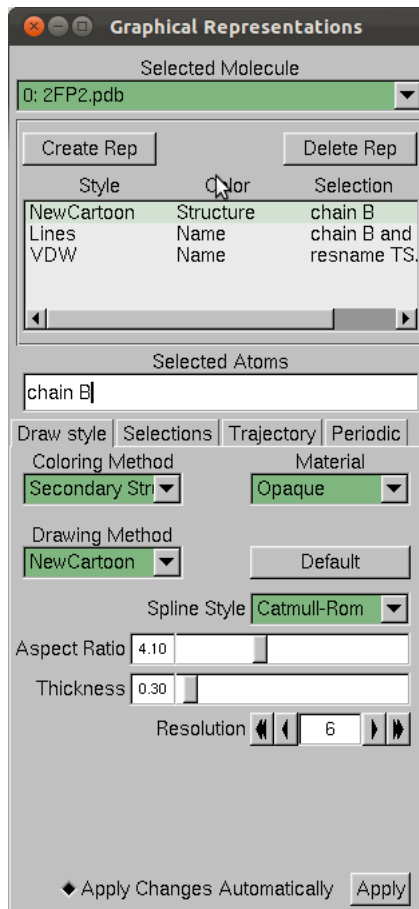 Graphical Representations
Selected Molecule
0: 2FP2.pdb
Create Rep Delete Rep
Style Color Selection
NewCartoon Structure chain B
Lines Name chain B and
VDW Name resname TS.
Selected Atoms
chain B
Draw style Selections Trajectory Periodic
Coloring Method Material
Secondary Stru Opaque
Drawing Method
NewCartoon Default
Spline Style Catmull-Rom
Aspect Ratio 4.10
Thickness 0.30
Resolution 6
Apply Changes Automatically Apply